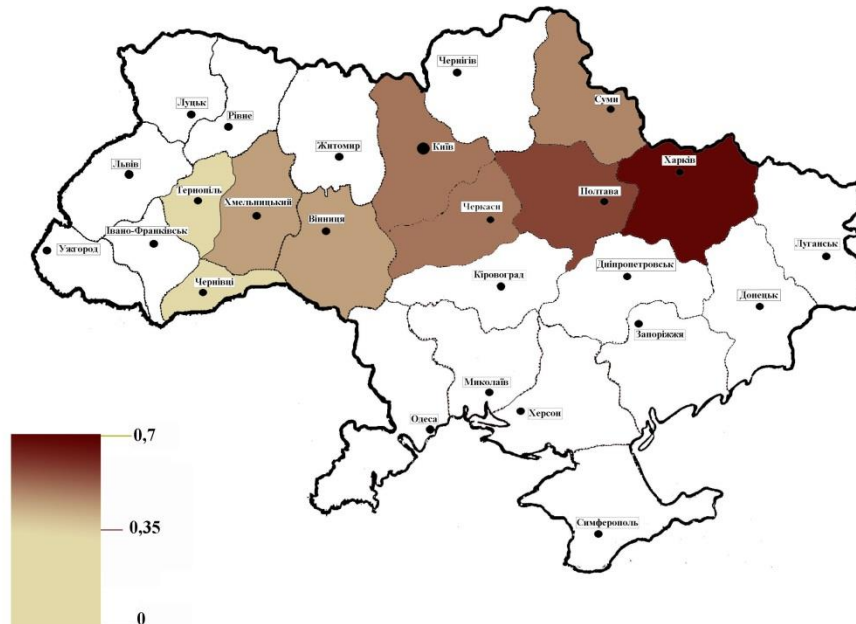 Чернігів
Суми
Луцьк
Рівне
Київ
Житомир
Харків
Львів
Тернопіль
Хмельницький
Полтава
Черкаси
Вінниця
Івано-Франківськ
Ужгород
Луганськ
Дніпропетровськ
Кіровоград
Чернівці
Донецьк
Запоріжжя
Миколаїв
Одеса
Херсон
0,7
0,35
Симферополь
0